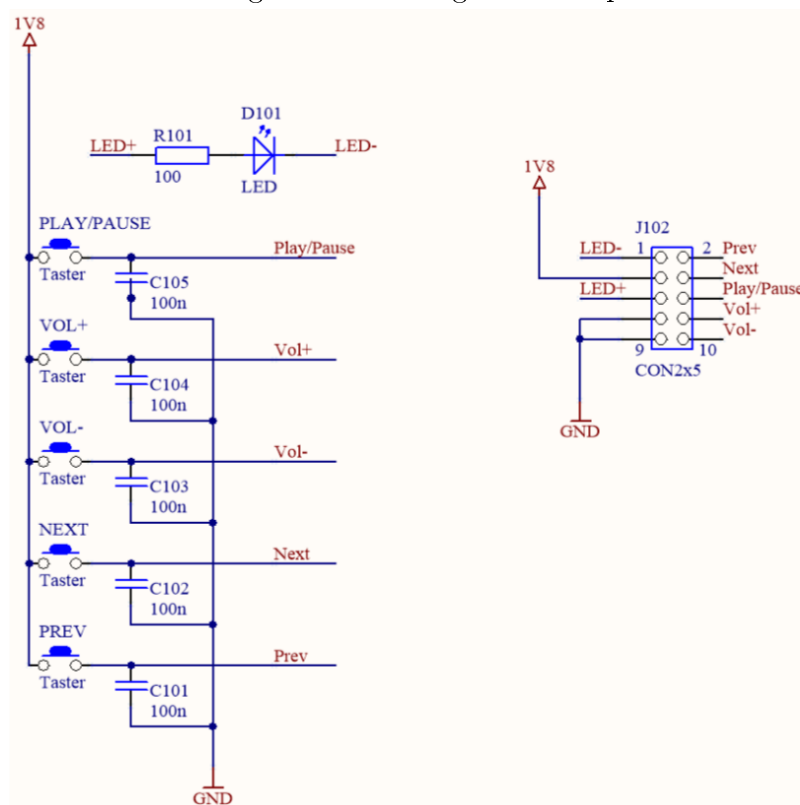 1V8
D101
LED+
R101
LED-
100
LED
1V8
PLAY/PAUSE
Play/Pause
Taster
C105
100n
J102
LED-
1
2
Prev
Next
LED+
Play/Pause
Vol+
Vol-
9
10
CON2x5
GND
VOL+
Vol+
Taster
C104
100n
VOL-
Vol-
Taster
C103
100n
NEXT
Next
Taster
C102
100n
PREV
Prev
Taster
C101
100n
GND